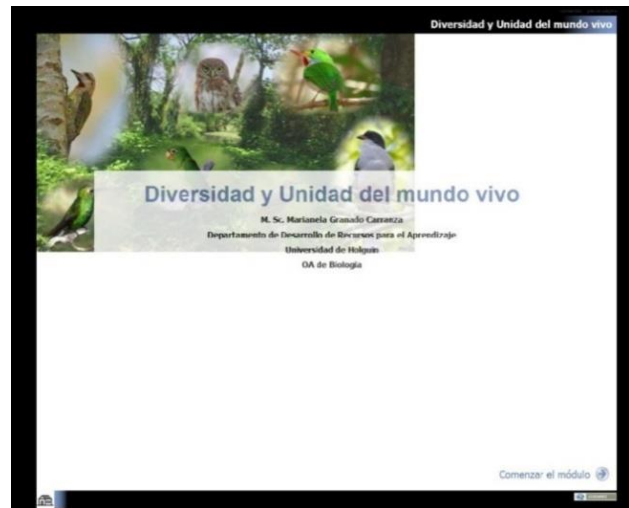 Diversidad y Unidad del mundo vivo
Diversidad y Unidad del mundo vivo
M. Sc. Marianela Granado Carranza
Departamento de Desarrollo de Recursos para el Aprendizaje
Universidad de Holguín
OA de Biología
Comenzar el módulo